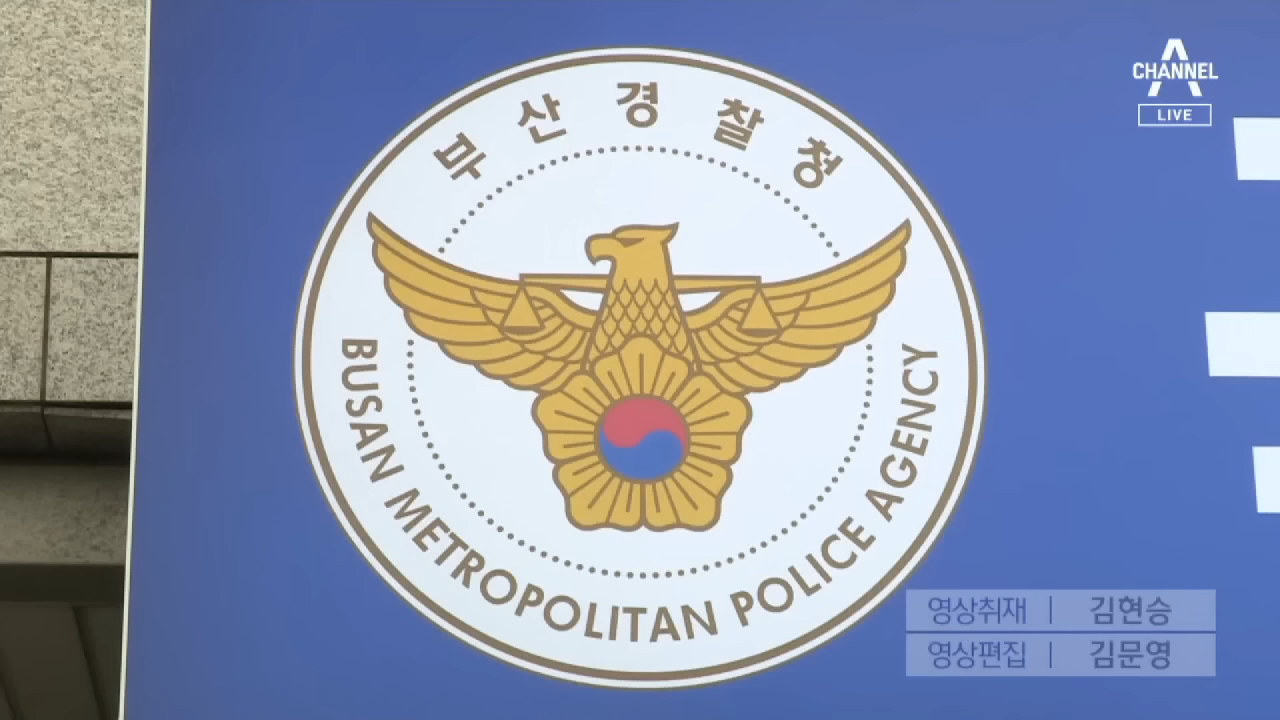 부산경찰청
BUSAN METROPOLITAN POLICE AGENCY
CHANNEL A
LIVE
영상취재 | 김현승
영상편집 | 김문영